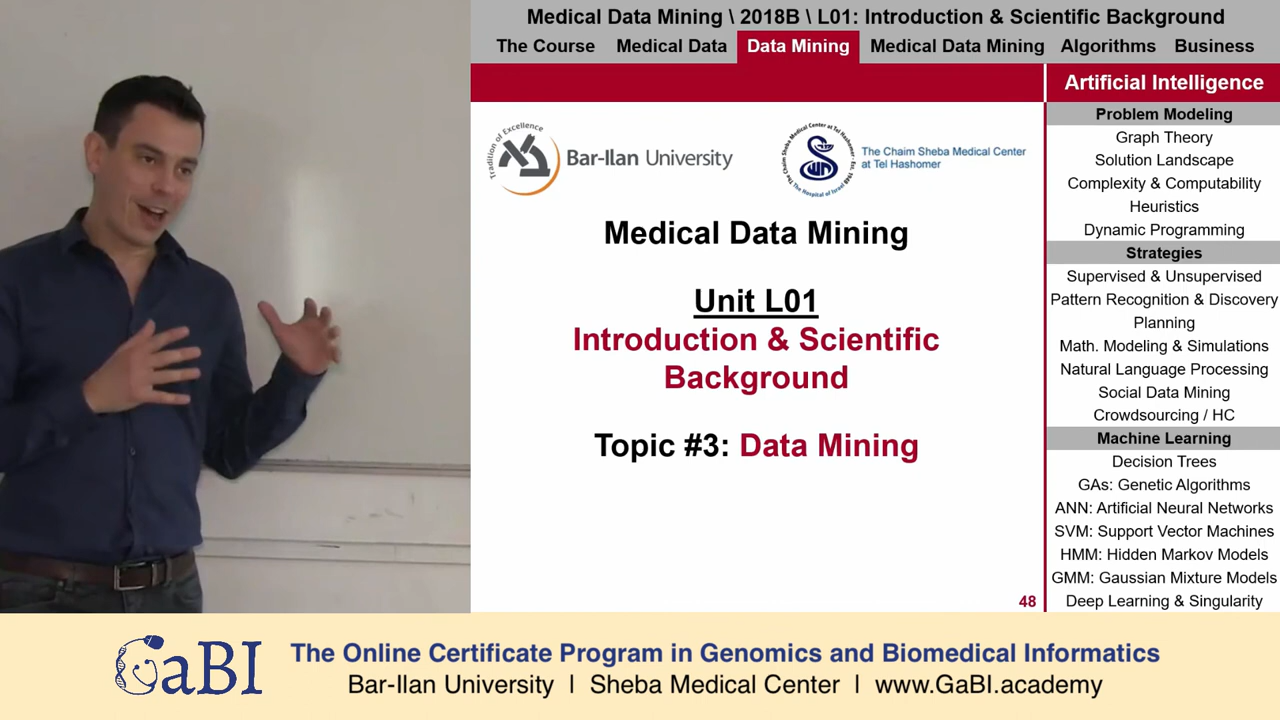 Medical Data Mining \ 2018B \ L01: Introduction & Scientific Background
The Course Medical Data Data Mining Medical Data Mining Algorithms Business
Artificial Intelligence
Tradition of Excellence
Bar-Ilan University
The Chaim Sheba Medical Center
at Tel Hashomer
Medical Data Mining
Unit L01
Introduction & Scientific
Background
Topic #3: Data Mining
48
Problem Modeling
Graph Theory
Solution Landscape
Complexity & Computability
Heuristics
Dynamic Programming
Strategies
Supervised & Unsupervised
Pattern Recognition & Discovery
Planning
Math. Modeling & Simulations
Natural Language Processing
Social Data Mining
Crowdsourcing / HC
Machine Learning
Decision Trees
GAs: Genetic Algorithms
ANN: Artificial Neural Networks
SVM: Support Vector Machines
HMM: Hidden Markov Models
GMM: Gaussian Mixture Models
Deep Learning & Singularity
GaBI
The Online Certificate Program in Genomics and Biomedical Informatics
Bar-Ilan University | Sheba Medical Center | www.GaBI.academy